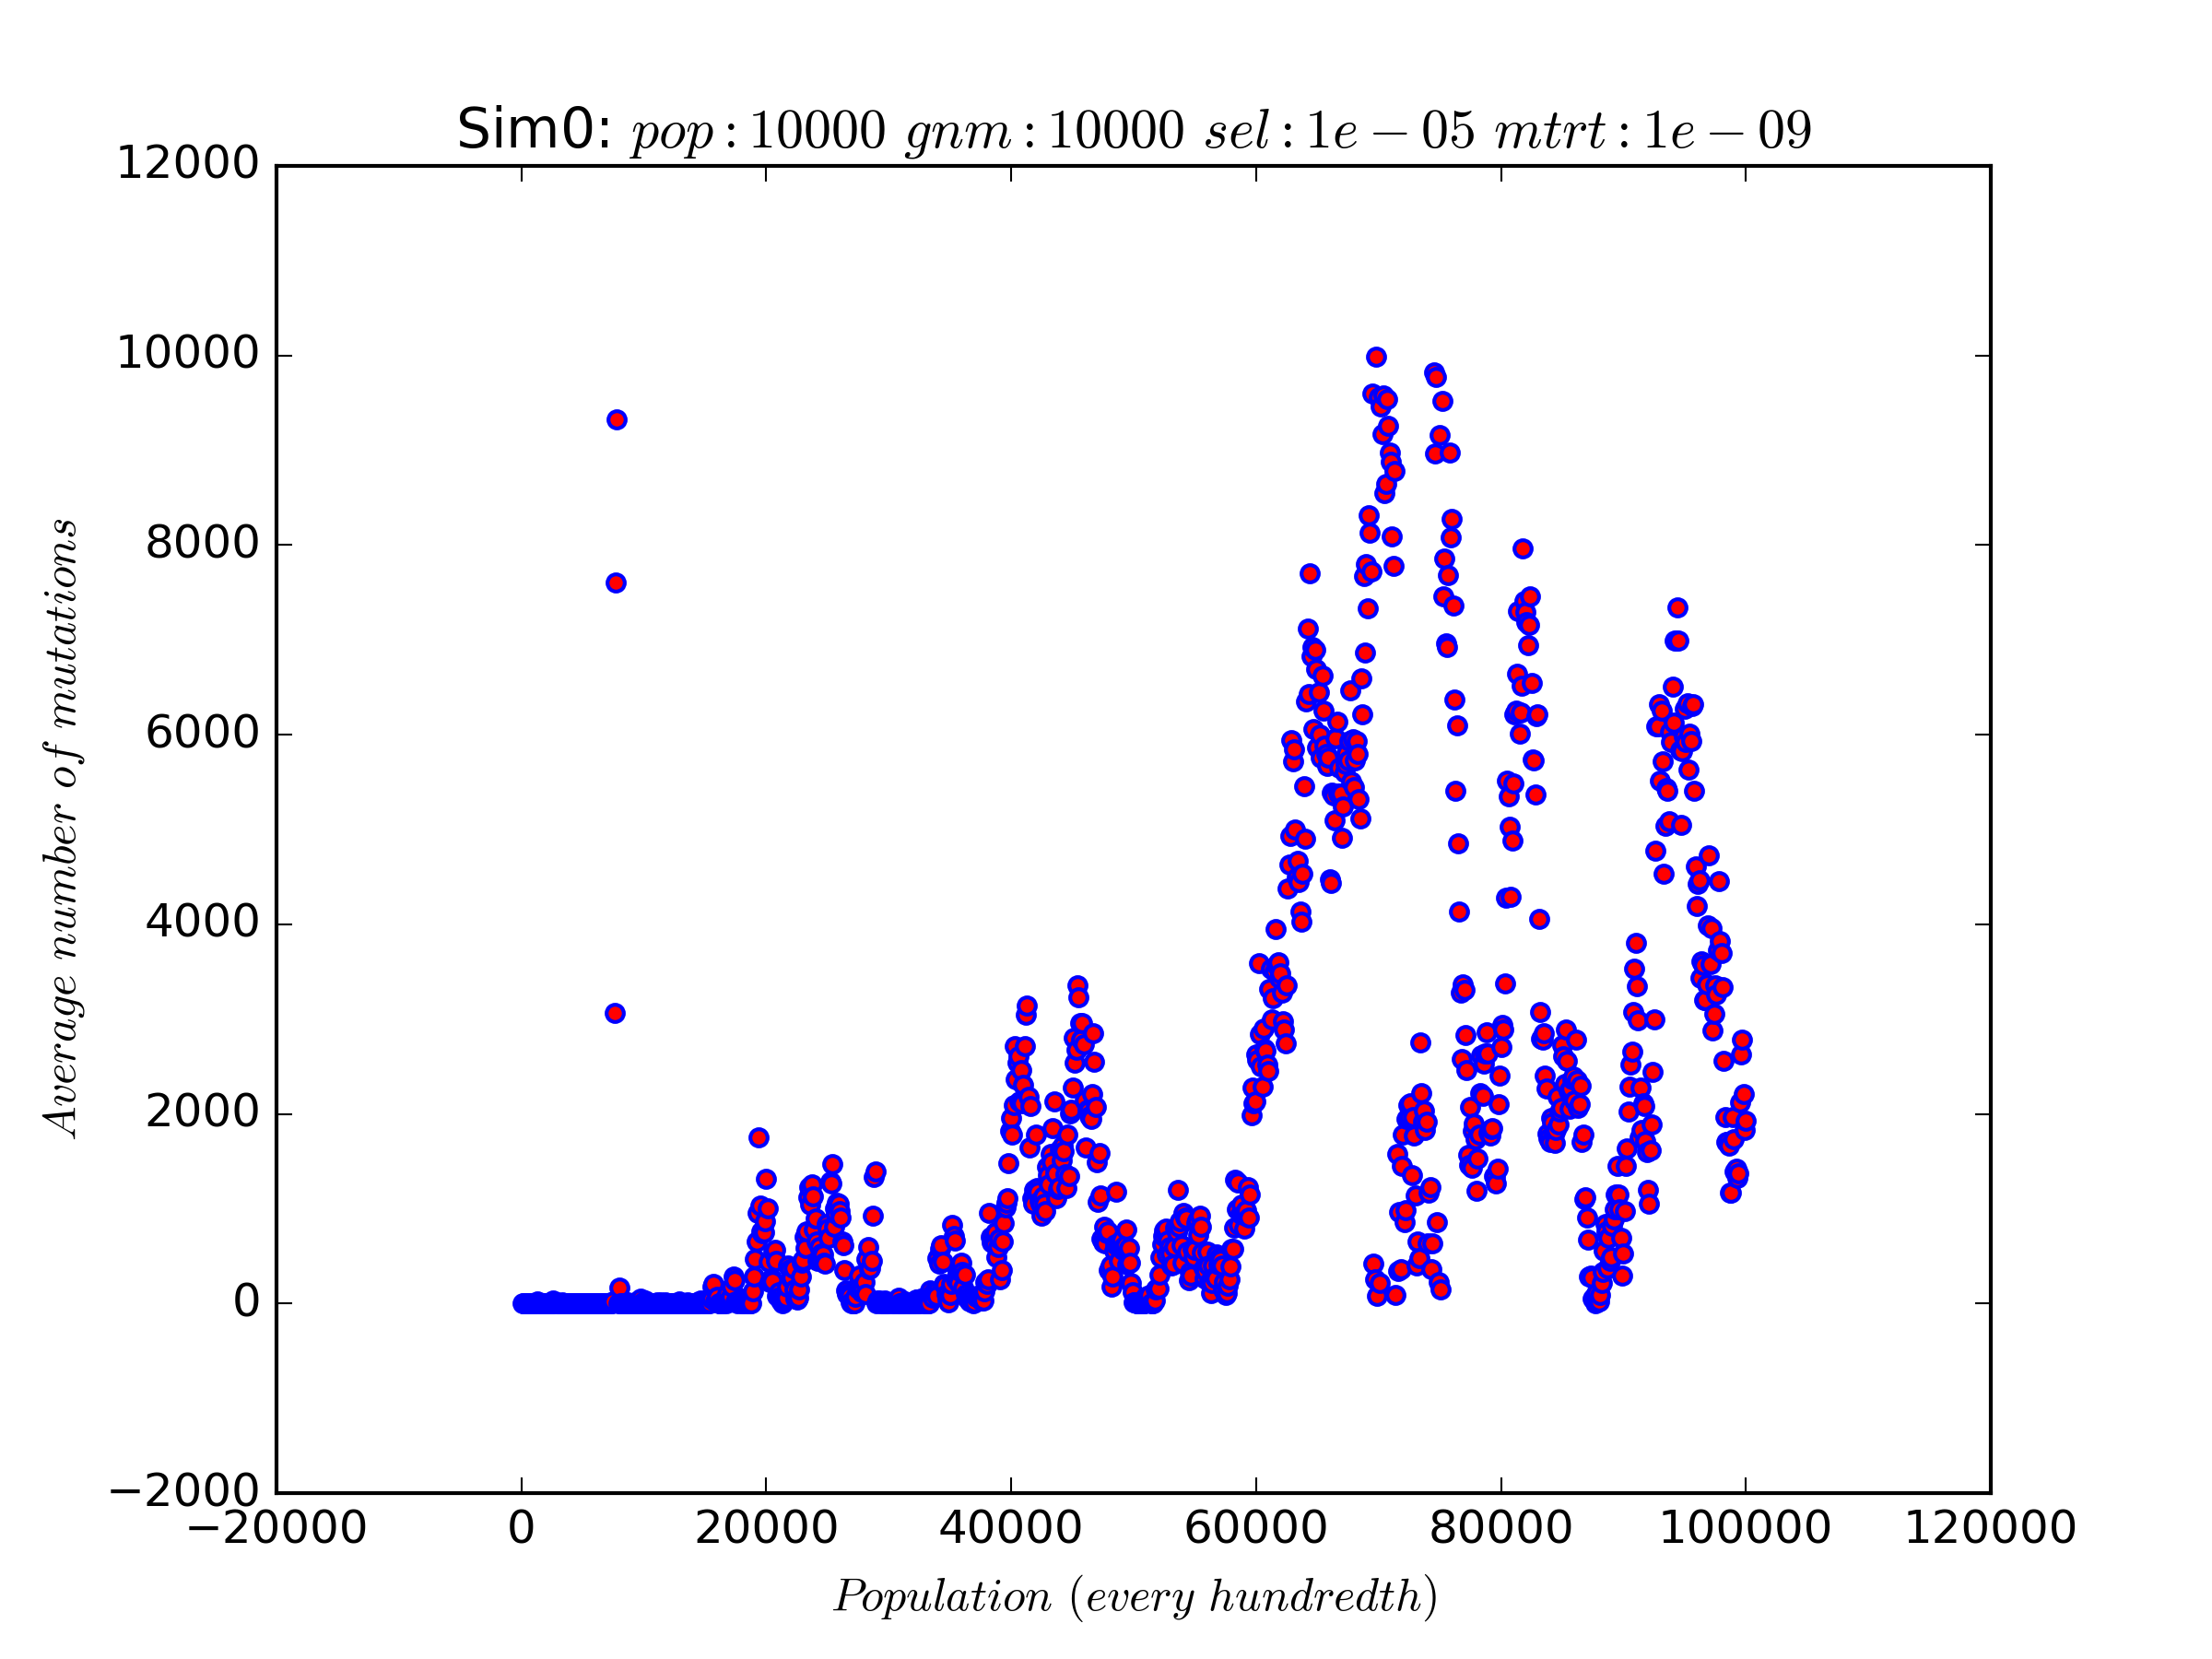 Sim0: pop : 10000 gnm : 10000 sel : 1e − 05 mtrt : 1e − 09
12000
10000
8000
6000
4000
2000
0
−2000
Average number of mutations
−20000 0 20000 40000 60000 80000 100000 120000
Population (every hundredth)